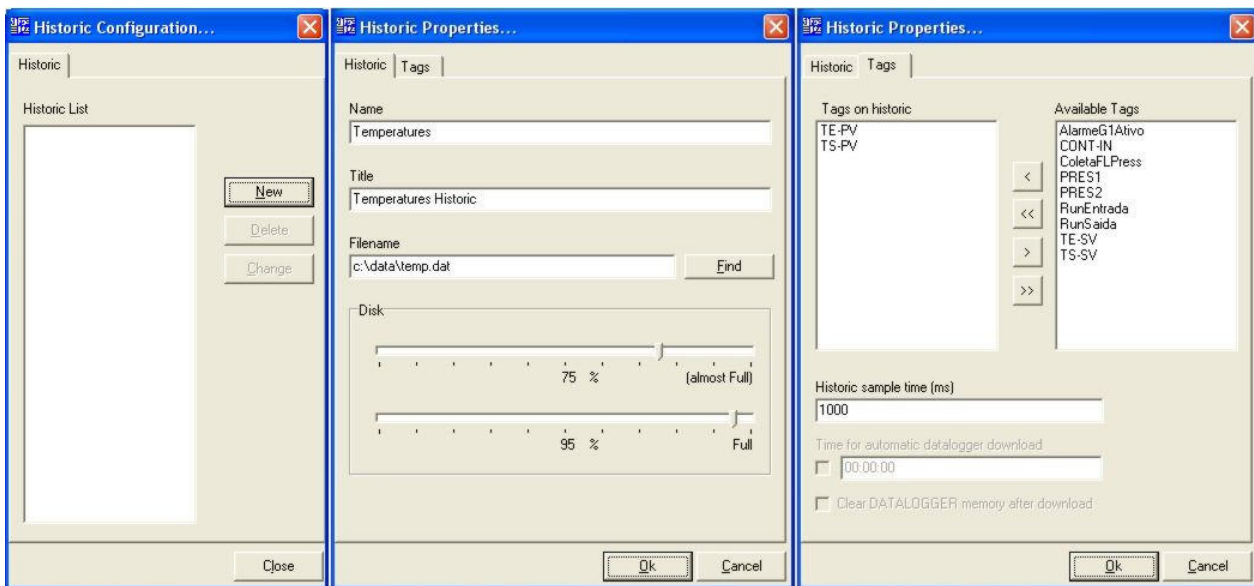 Historic Configuration...
Historic
Historic List
New
Delete
Change
Close
Historic Properties...
Historic
Tags
Name
Temperatures
Title
Temperatures Historic
Filename
c:\data\temp.dat
Find
Disk
75 %
(almost Full)
95 %
Full
Ok
Cancel
Historic Properties...
Historic
Tags
Tags on historic
TE-PV
TS-PV
<
<<
>
>>
Available Tags
AlarmeG1Ativo
CONT-IN
ColetaFLPress
PRES1
PRES2
RunEntrada
RunSaida
TE-SV
TS-SV
Historic sample time (ms)
1000
Time for automatic datalogger download
00:00:00
Clear DATALOGGER memory after download
Ok
Cancel